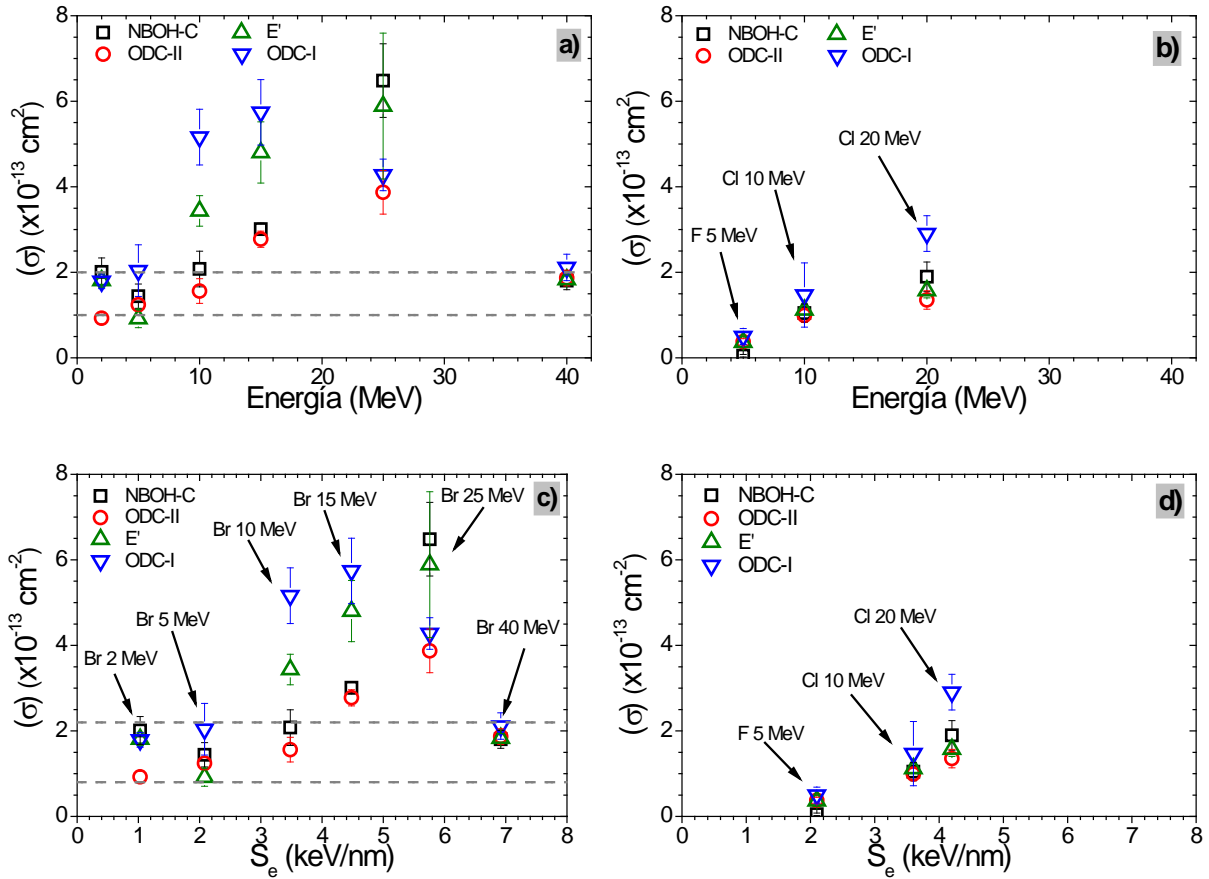 NBOH-C
ODC-II
E'
ODC-I
a)
8
6
4
2
0
(σ) (x10⁻¹³ cm²)
0 10 20 30 40
Energía (MeV)
NBOH-C
ODC-II
E'
ODC-I
b)
Cl 20 MeV
Cl 10 MeV
F 5 MeV
8
6
4
2
0
(σ) (x10⁻¹³ cm²)
0 10 20 30 40
Energía (MeV)
NBOH-C
ODC-II
E'
ODC-I
c)
Br 15 MeV
Br 25 MeV
Br 10 MeV
Br 5 MeV
Br 40 MeV
Br 2 MeV
8
6
4
2
0
(σ) (x10⁻¹³ cm⁻²)
0 1 2 3 4 5 6 7 8
Sₑ (keV/nm)
NBOH-C
ODC-II
E'
ODC-I
d)
Cl 20 MeV
Cl 10 MeV
F 5 MeV
8
6
4
2
0
(σ) (x10⁻¹³ cm⁻²)
0 1 2 3 4 5 6 7 8
Sₑ (keV/nm)